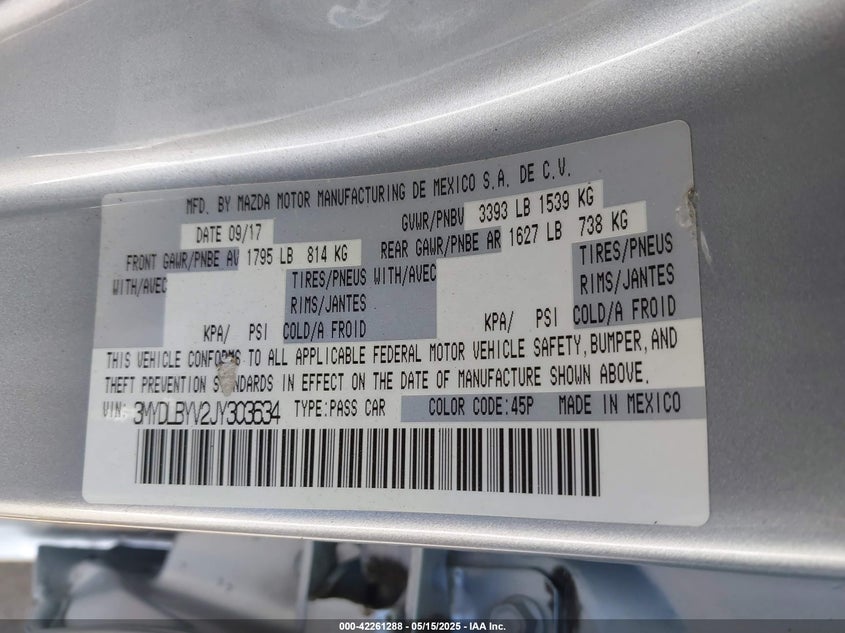 MFD. BY MAZDA MOTOR MANUFACTURING DE MEXICO S.A. DE C.V.
DATE 09/17 GVWR/PNBV 3393 LB 1539 KG
FRONT GAWR/PNBE AV 1795 LB 814 KG REAR GAWR/PNBE AR 1627 LB 738 KG
WITH/AVEC TIRES/PNEUS WITH/AVEC TIRES/PNEUS
RIMS/JANTES RIMS/JANTES
KPA/ PSI COLD/A FROID KPA/ PSI COLD/A FROID
THIS VEHICLE CONFORMS TO ALL APPLICABLE FEDERAL MOTOR VEHICLE SAFETY, BUMPER, AND
THEFT PREVENTION STANDARDS IN EFFECT ON THE DATE OF MANUFACTURE SHOWN ABOVE.
VIN: 3MYDLBYV2JY303634 TYPE:PASS CAR COLOR CODE:45P MADE IN MEXICO
000-42261288 - 05/15/2025 - IAA Inc.